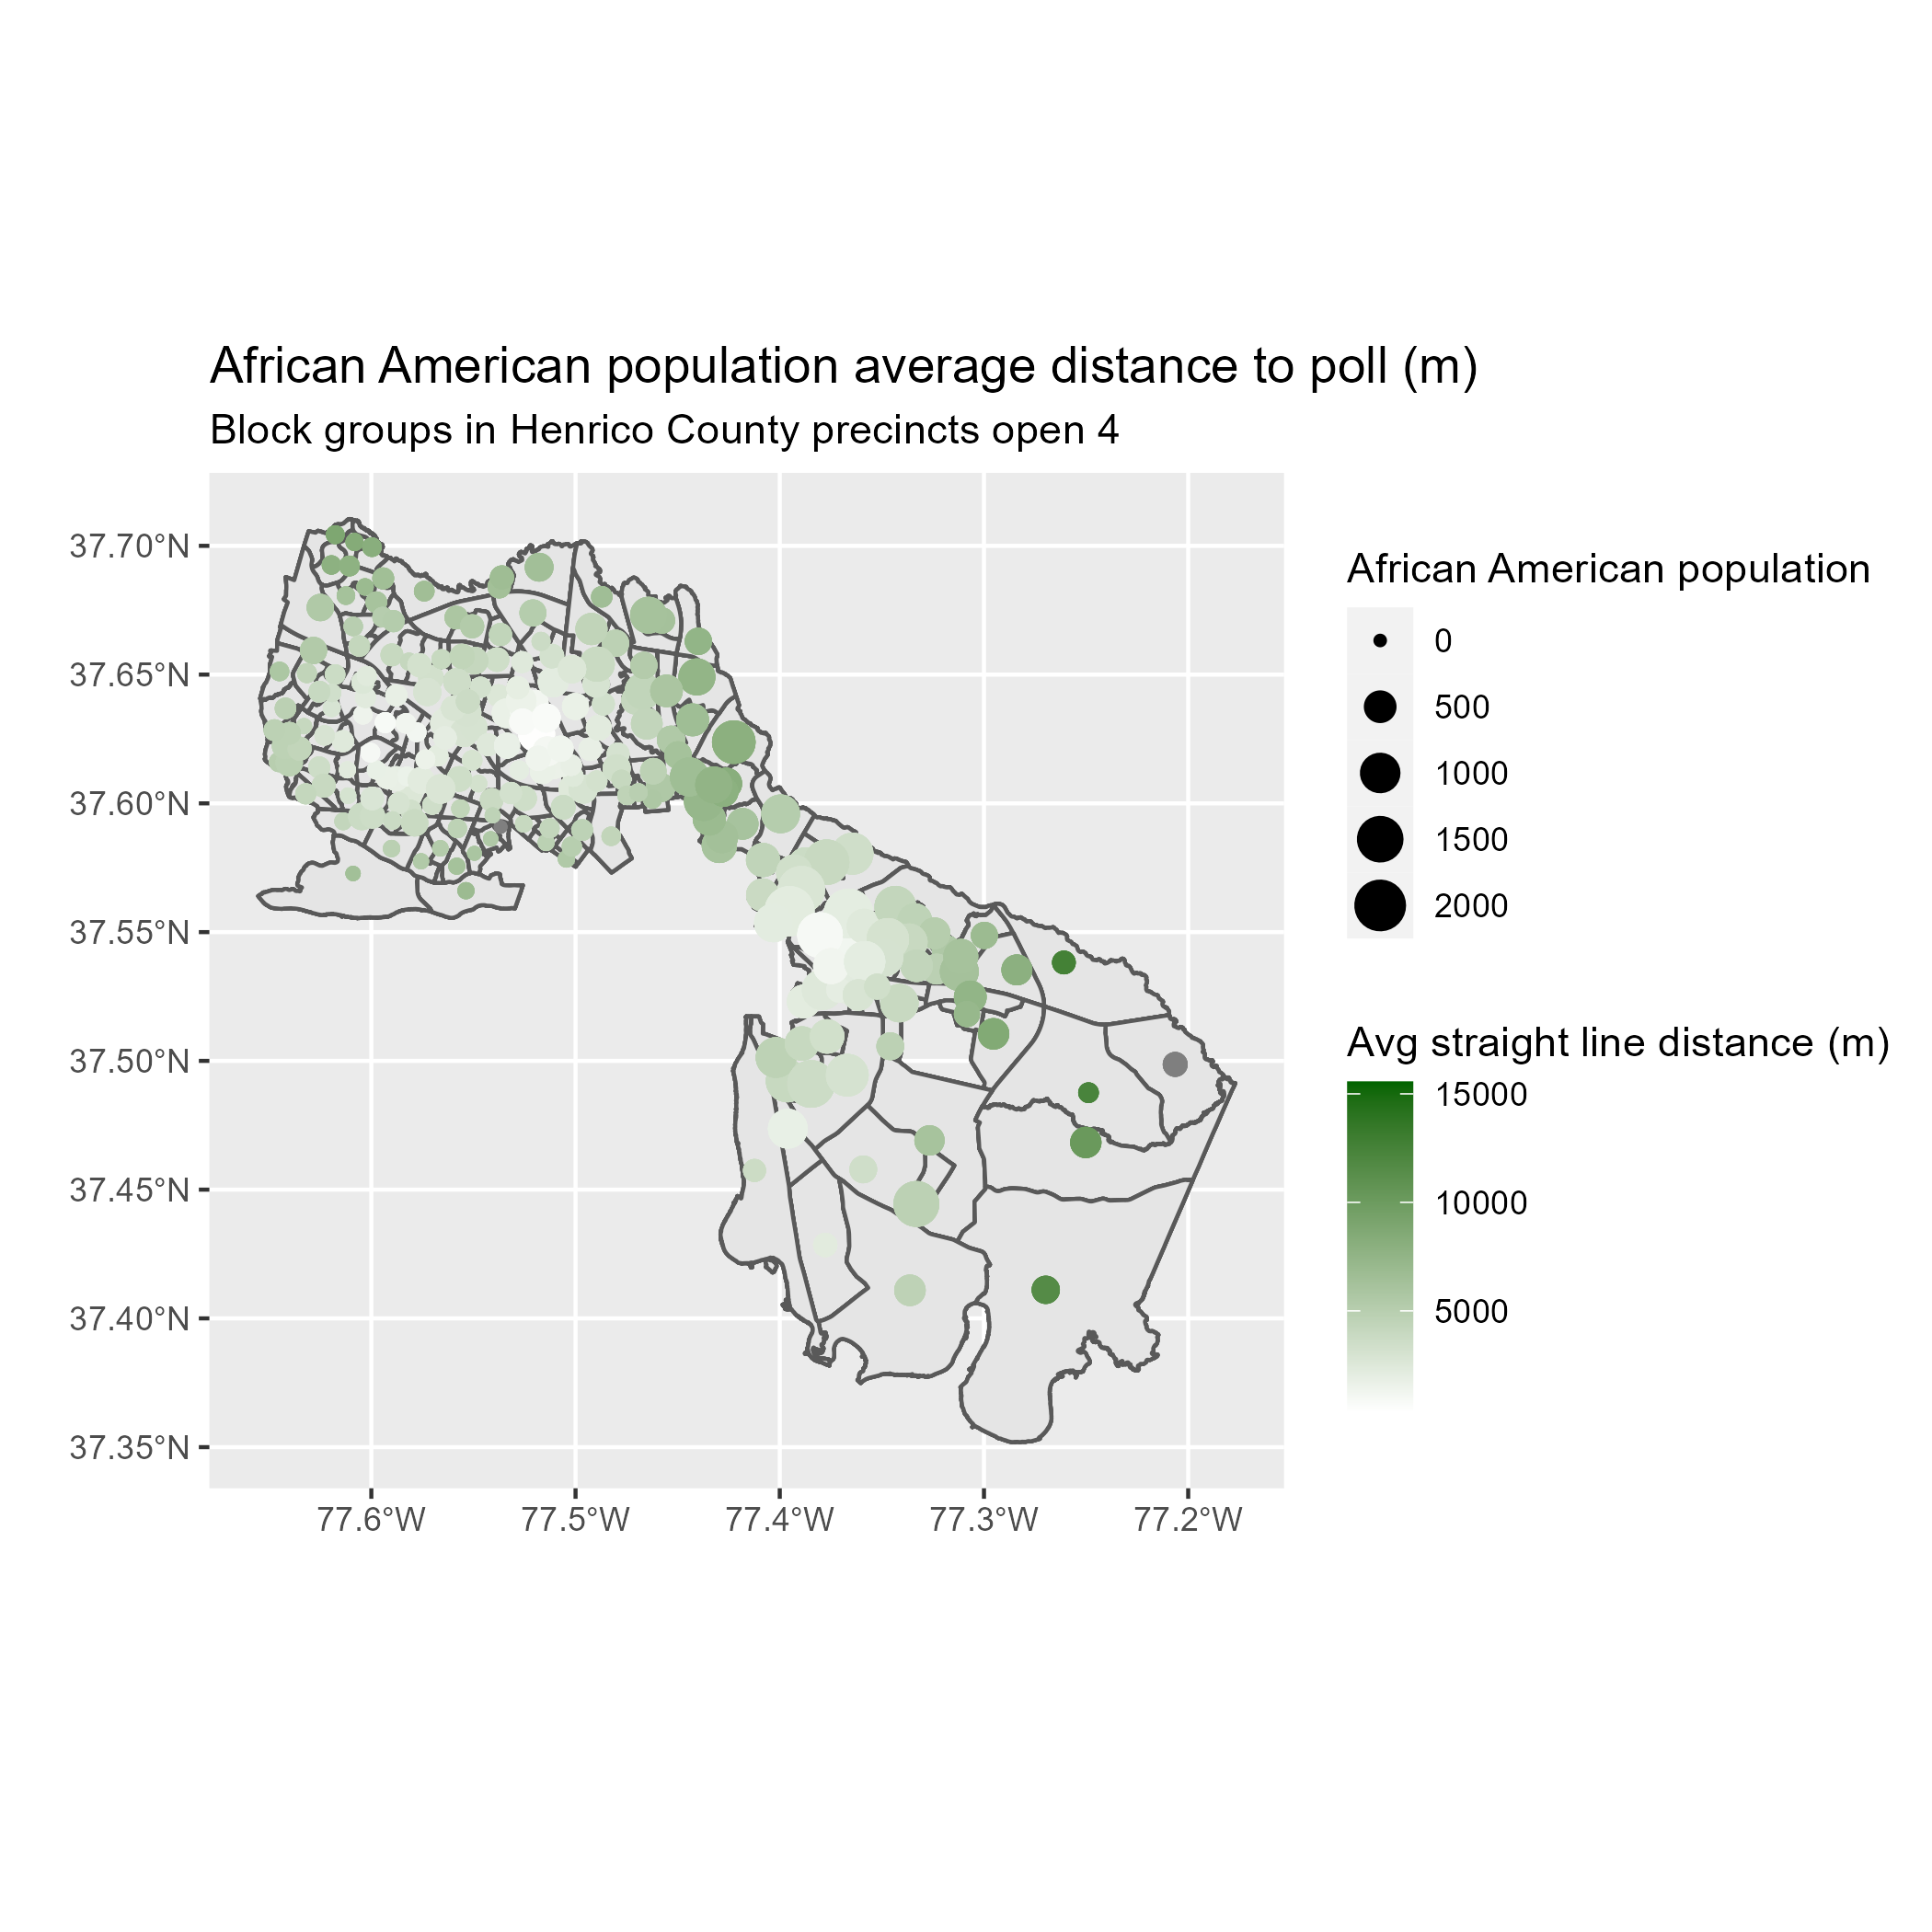 African American population average distance to poll (m)
Block groups in Henrico County precincts open 4
37.70°N
37.65°N
37.60°N
37.55°N
37.50°N
37.45°N
37.40°N
37.35°N
77.6°W
77.5°W
77.4°W
77.3°W
77.2°W
African American population
0
500
1000
1500
2000
Avg straight line distance (m)
15000
10000
5000